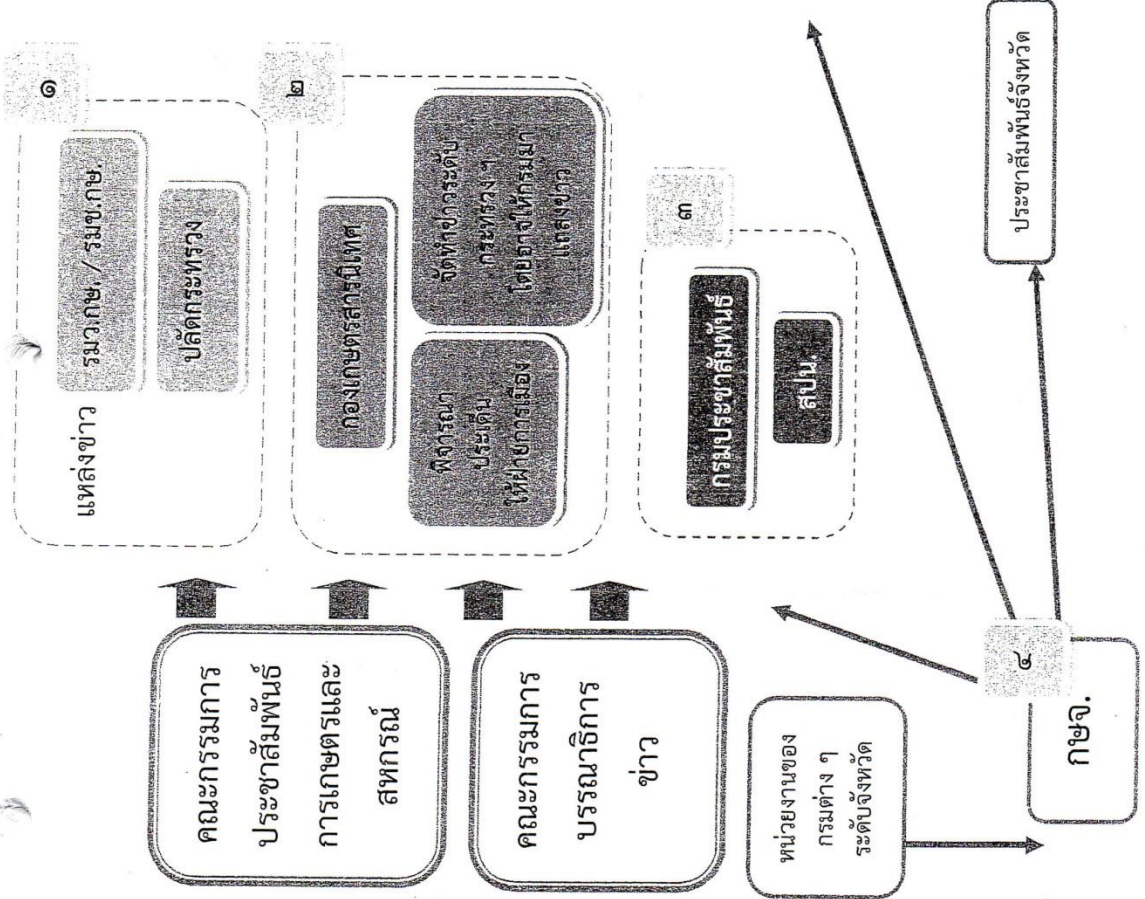 คณะกรรมการ
ประชาสัมพันธ์
การเกษตรและ
สหกรณ์
คณะกรรมการ
บรรณาธิการ
ข่าว
หน่วยงานของ
กรมต่าง ๆ
ระดับจังหวัด
๑
แหล่งข่าว
รมว.กษ. / รมช.กษ.
ปลัดกระทรวง
๒
กองเกษตรสารนิเทศ
พิจารณา
ประเด็น
ให้ฝ่ายการเมือง
จัดทำข่าวระดับ
กระทรวง ฯ
โดยอาจให้กรมมา
แถลงข่าว
๓
กรมประชาสัมพันธ์
สปน.
๔
กษจ.
ประชาสัมพันธ์จังหวัด